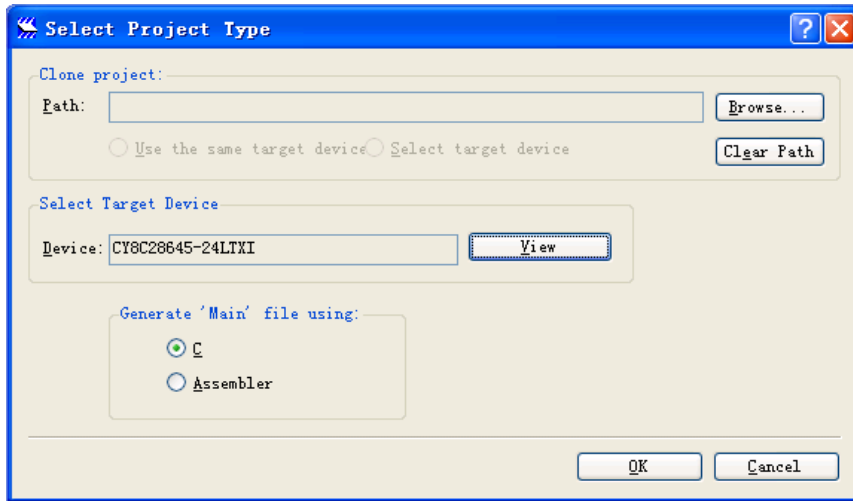 Select Project Type
Clone project:
Path:
Browse...
Use the same target device Select target device
Clear Path
Select Target Device
Device: CY8C28645-24LTXI
View
Generate 'Main' file using:
C
Assembler
OK
Cancel